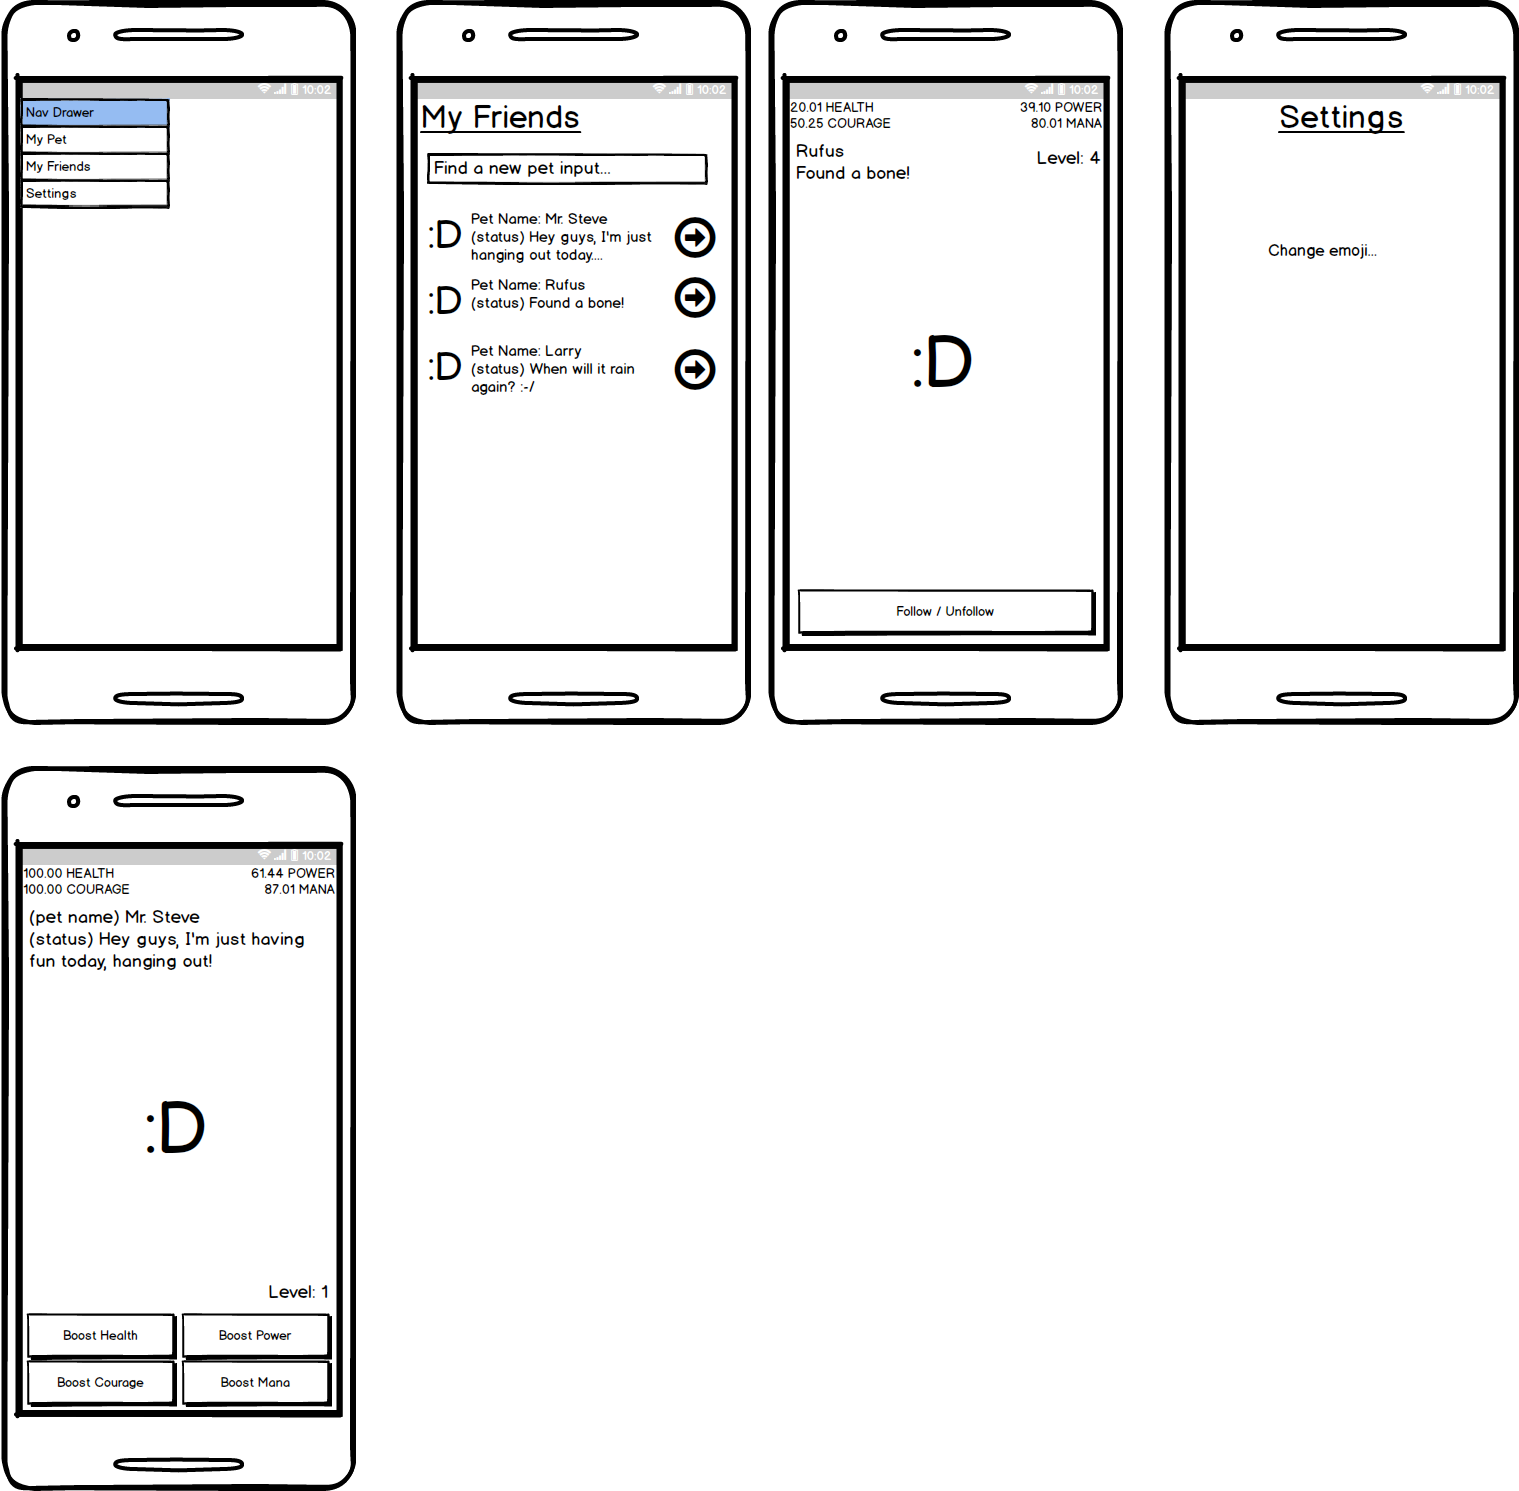 10:02
Nav Drawer
My Pet
My Friends
Settings
10:02
My Friends
Find a new pet input...
:D
Pet Name: Mr. Steve
(status) Hey guys, I'm just
hanging out today....
:D
Pet Name: Rufus
(status) Found a bone!
:D
Pet Name: Larry
(status) When will it rain
again? :-/
10:02
20.01 HEALTH
39.10 POWER
50.25 COURAGE
80.01 MANA
Rufus
Level: 4
Found a bone!
:D
Follow / Unfollow
10:02
Settings
Change emoji...
10:02
100.00 HEALTH
61.44 POWER
100.00 COURAGE
87.01 MANA
(pet name) Mr. Steve
(status) Hey guys, I'm just having
fun today, hanging out!
:D
Level: 1
Boost Health
Boost Power
Boost Courage
Boost Mana